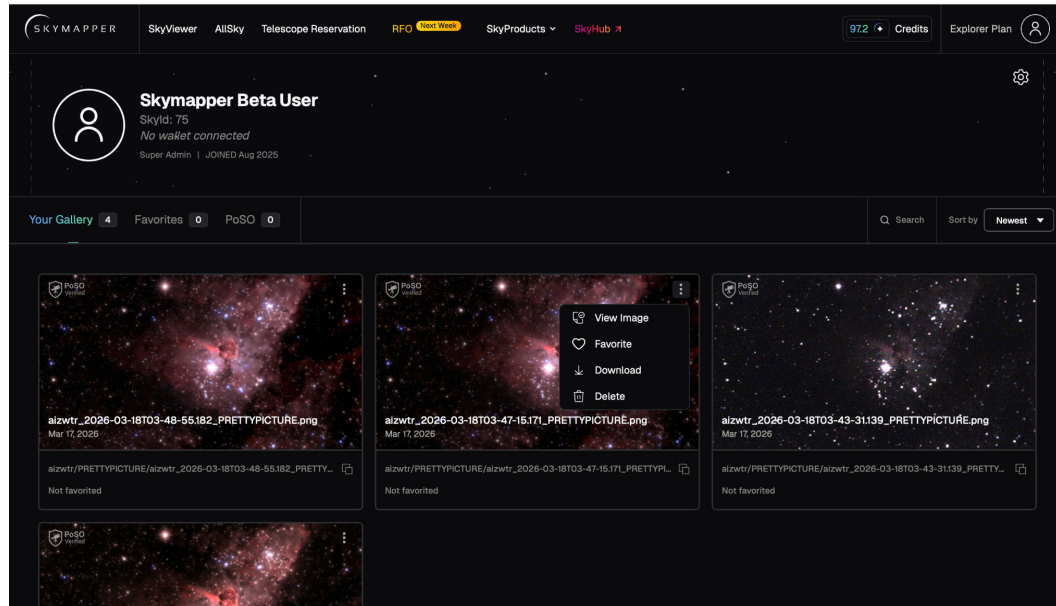 SKYMAPPER
SkyViewer AllSky Telescope Reservation RFO Next Week SkyProducts SkyHub 97.2 Credits Explorer Plan
Skymapper Beta User
SkyId: 75
No wallet connected
Super Admin | JOINED Aug 2025
Your Gallery 4 Favorites 0 PoSO 0 Search Sort by Newest
PoSO
Verified
aizwtr_2026-03-18T03-48-55.182_PRETTYPICTURE.png
Mar 17, 2026
aizwtr/PRETTYPICTURE/aizwtr_2026-03-18T03-48-55.182_PRETTY...
Not favorited
PoSO
Verified
View Image
Favorite
Download
Delete
aizwtr_2026-03-18T03-47-15.171_PRETTYPICTURE.png
Mar 17, 2026
aizwtr/PRETTYPICTURE/aizwtr_2026-03-18T03-47-15.171_PRETTYPI...
Not favorited
PoSO
Verified
aizwtr_2026-03-18T03-43-31.139_PRETTYPICTURE.png
Mar 17, 2026
aizwtr/PRETTYPICTURE/aizwtr_2026-03-18T03-43-31.139_PRETTY...
Not favorited
PoSO
Verified